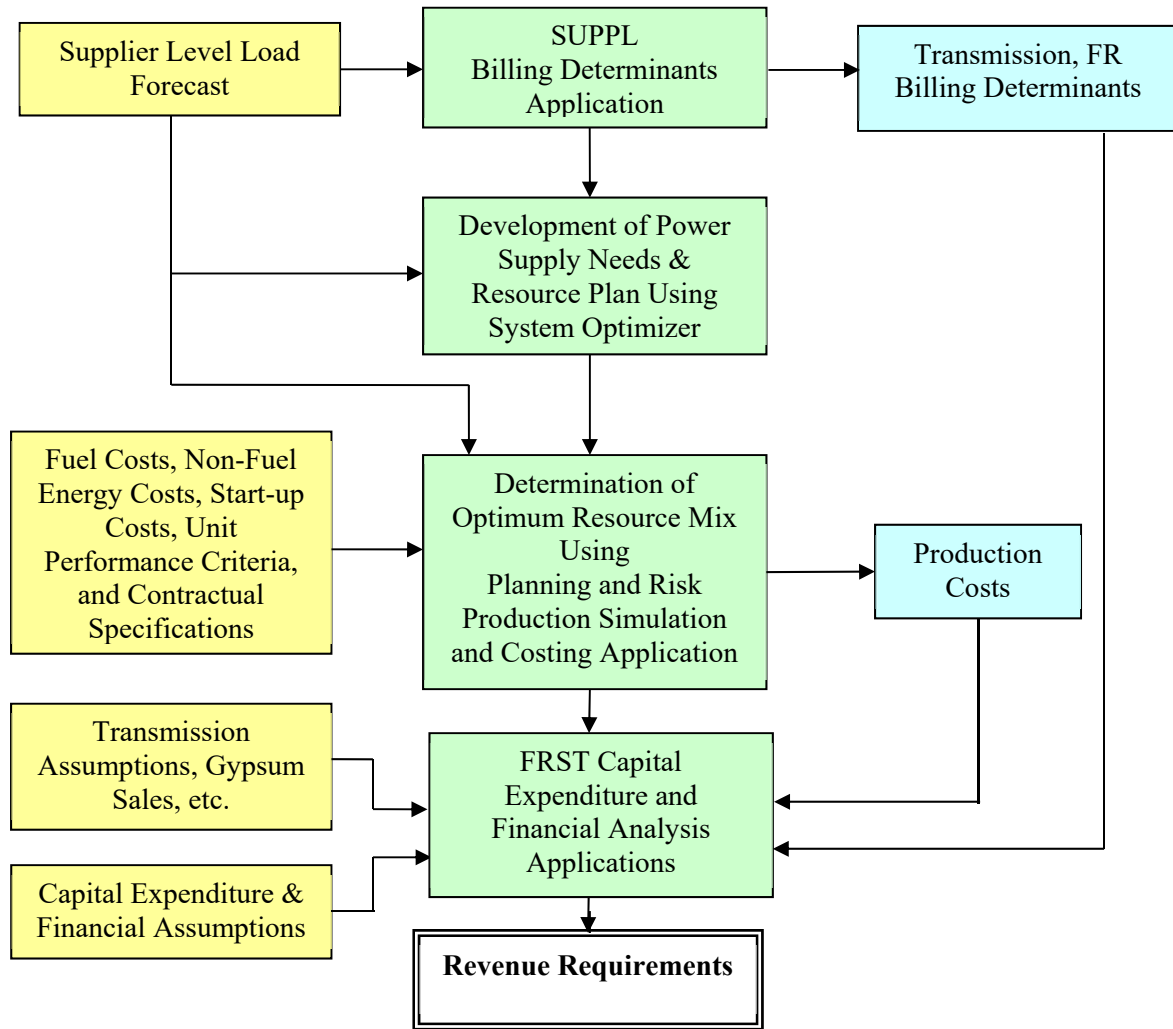 Supplier Level Load
Forecast
SUPPL
Billing Determinants
Application
Transmission, FR
Billing Determinants
Development of Power
Supply Needs &
Resource Plan Using
System Optimizer
Fuel Costs, Non-Fuel
Energy Costs, Start-up
Costs, Unit
Performance Criteria,
and Contractual
Specifications
Determination of
Optimum Resource Mix
Using
Planning and Risk
Production Simulation
and Costing Application
Production
Costs
Transmission
Assumptions, Gypsum
Sales, etc.
FRST Capital
Expenditure and
Financial Analysis
Applications
Capital Expenditure &
Financial Assumptions
Revenue Requirements